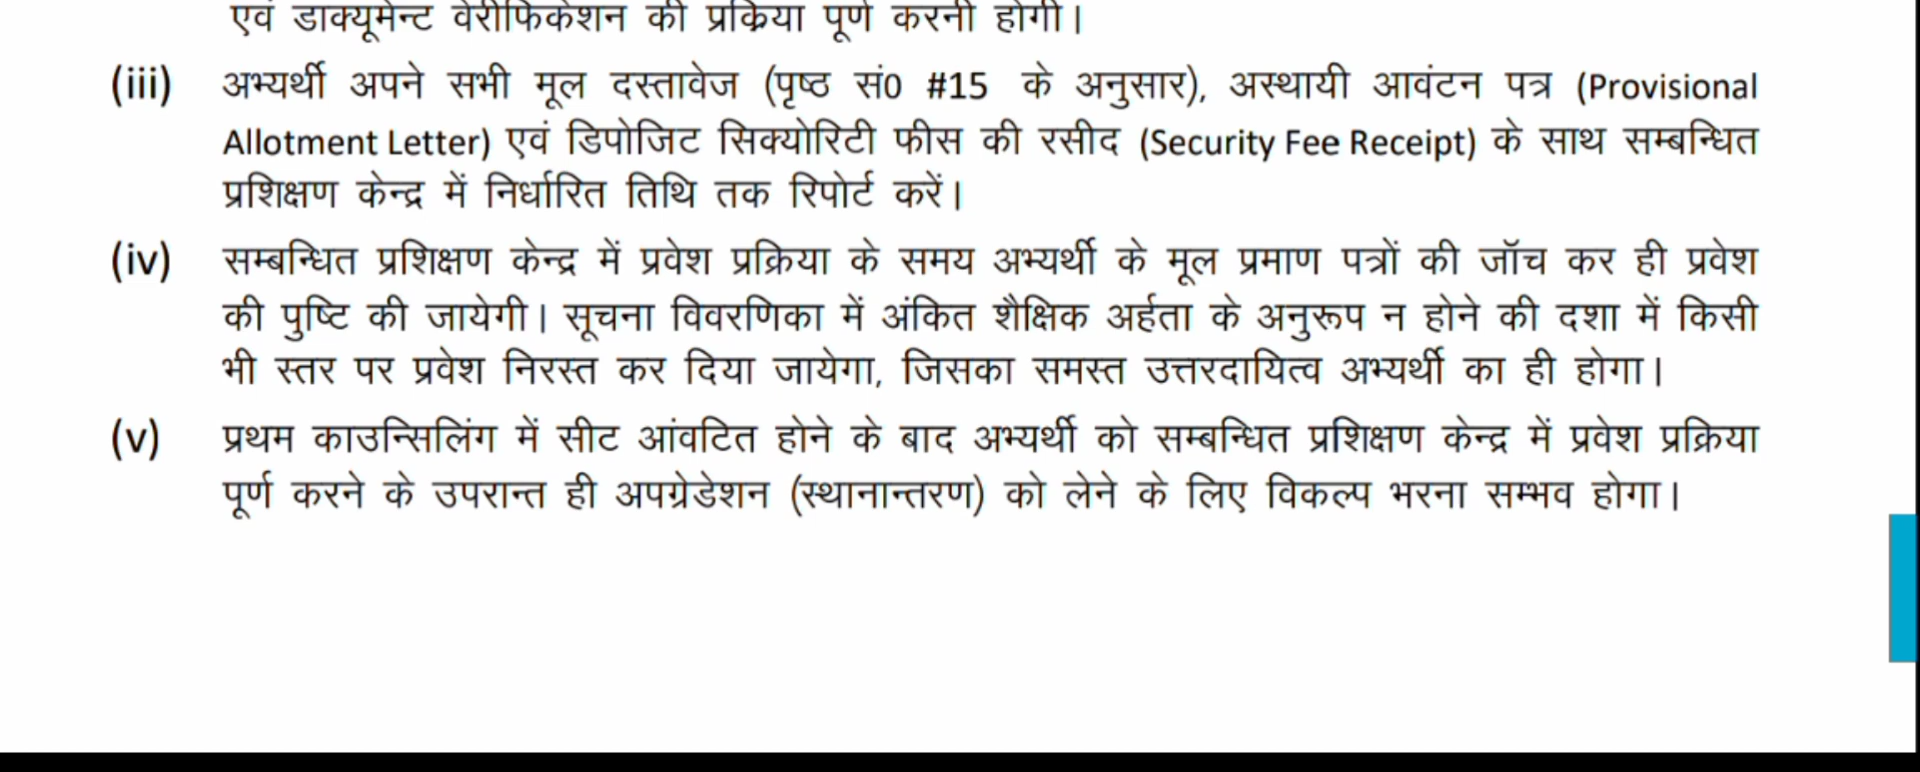 एवं डाक्यूमेन्ट वेरीफिकेशन की प्रक्रिया पूर्ण करनी होगी।
(iii) अभ्यर्थी अपने सभी मूल दस्तावेज (पृष्ठ सं0 #15 के अनुसार), अस्थायी आवंटन पत्र (Provisional
Allotment Letter) एवं डिपोजिट सिक्योरिटी फीस की रसीद (Security Fee Receipt) के साथ सम्बन्धित
प्रशिक्षण केन्द्र में निर्धारित तिथि तक रिपोर्ट करें।
(iv) सम्बन्धित प्रशिक्षण केन्द्र में प्रवेश प्रक्रिया के समय अभ्यर्थी के मूल प्रमाण पत्रों की जॉच कर ही प्रवेश
की पुष्टि की जायेगी। सूचना विवरणिका में अंकित शैक्षिक अर्हता के अनुरूप न होने की दशा में किसी
भी स्तर पर प्रवेश निरस्त कर दिया जायेगा, जिसका समस्त उत्तरदायित्व अभ्यर्थी का ही होगा।
(v) प्रथम काउन्सिलिंग में सीट आंवटित होने के बाद अभ्यर्थी को सम्बन्धित प्रशिक्षण केन्द्र में प्रवेश प्रक्रिया
पूर्ण करने के उपरान्त ही अपग्रेडेशन (स्थानान्तरण) को लेने के लिए विकल्प भरना सम्भव होगा।